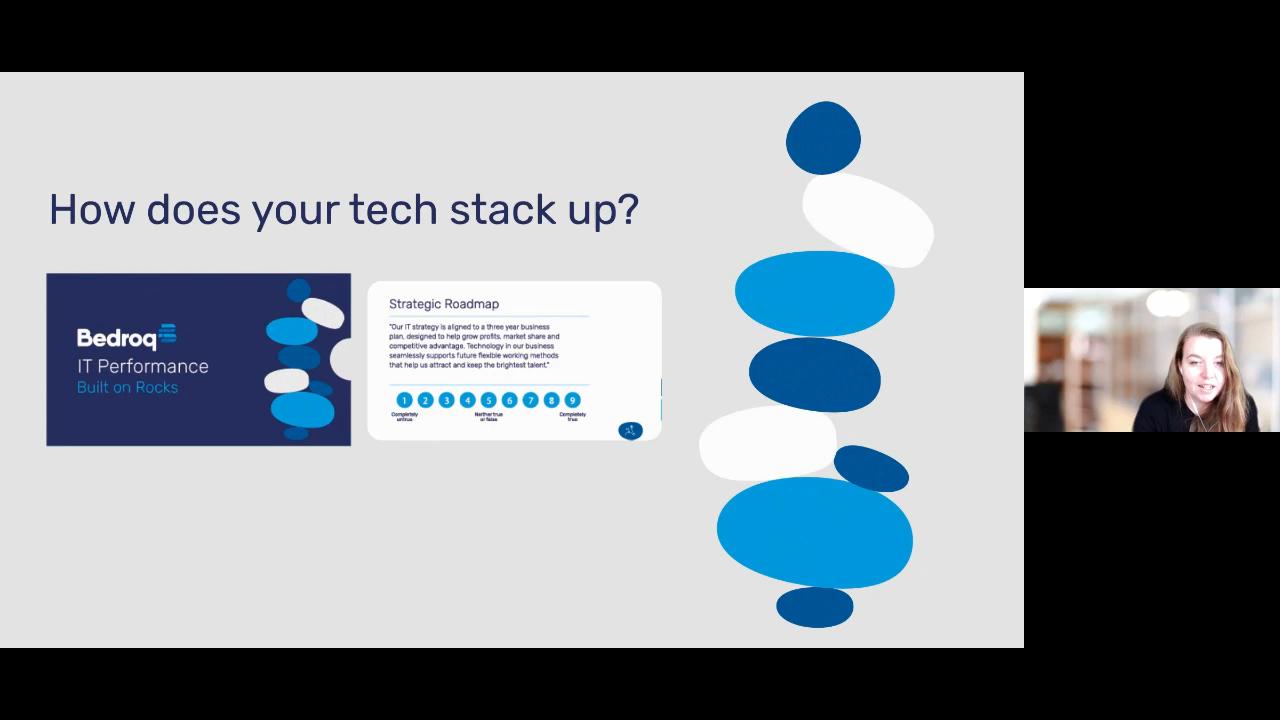 How does your tech stack up?
Bedroq
IT Performance
Built on Rocks
Strategic Roadmap
"Our IT strategy is aligned to a three year business
plan, designed to help grow profits, market share and
competitive advantage. Technology in our business
seamlessly supports future flexible working methods
that help us attract and keep the brightest talent."
1 2 3 4 5 6 7 8 9
Completely untrue
Neither true or false
Completely true